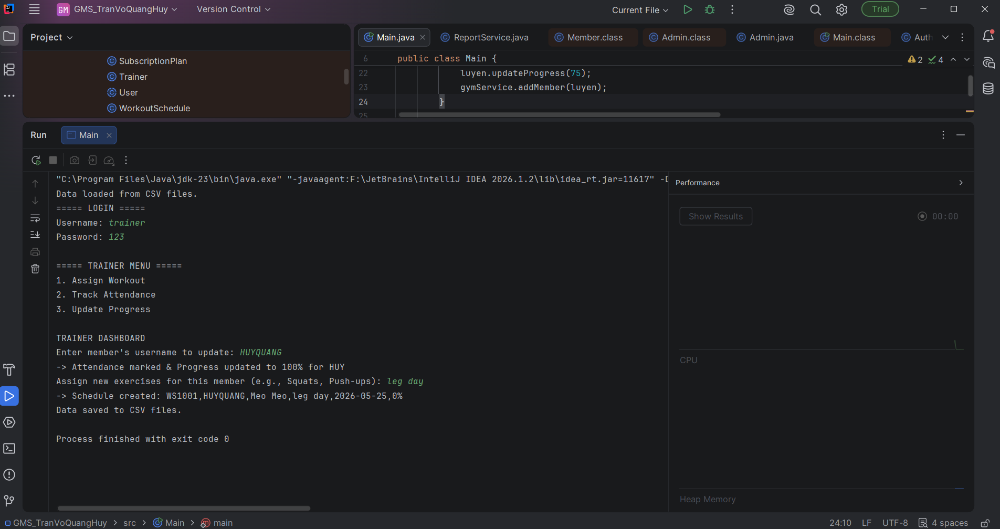 GM GMS_TranVoQuangHuy Version Control Current File Trial
Project
SubscriptionPlan
Trainer
User
WorkoutSchedule
Main.java ReportService.java Member.class Admin.class Admin.java Main.class Auth
6 public class Main {
2 4
22 luyen.updateProgress(75);
23 gymService.addMember(luyen);
24 }
25
Run Main
"C:\Program Files\Java\jdk-23\bin\java.exe" "-javaagent:F:\JetBrains\IntelliJ IDEA 2026.1.2\lib\idea_rt.jar=11617" -D
Data loaded from CSV files.
===== LOGIN =====
Username: trainer
Password: 123
===== TRAINER MENU =====
1. Assign Workout
2. Track Attendance
3. Update Progress
TRAINER DASHBOARD
Enter member's username to update: HUYQUANG
-> Attendance marked & Progress updated to 100% for HUY
Assign new exercises for this member (e.g., Squats, Push-ups): leg day
-> Schedule created: WS1001,HUYQUANG,Meo Meo,leg day,2026-05-25,0%
Data saved to CSV files.
Process finished with exit code 0
Performance
Show Results 00:00
CPU
Heap Memory
GMS_TranVoQuangHuy > src > Main > main
24:10 LF UTF-8 4 spaces